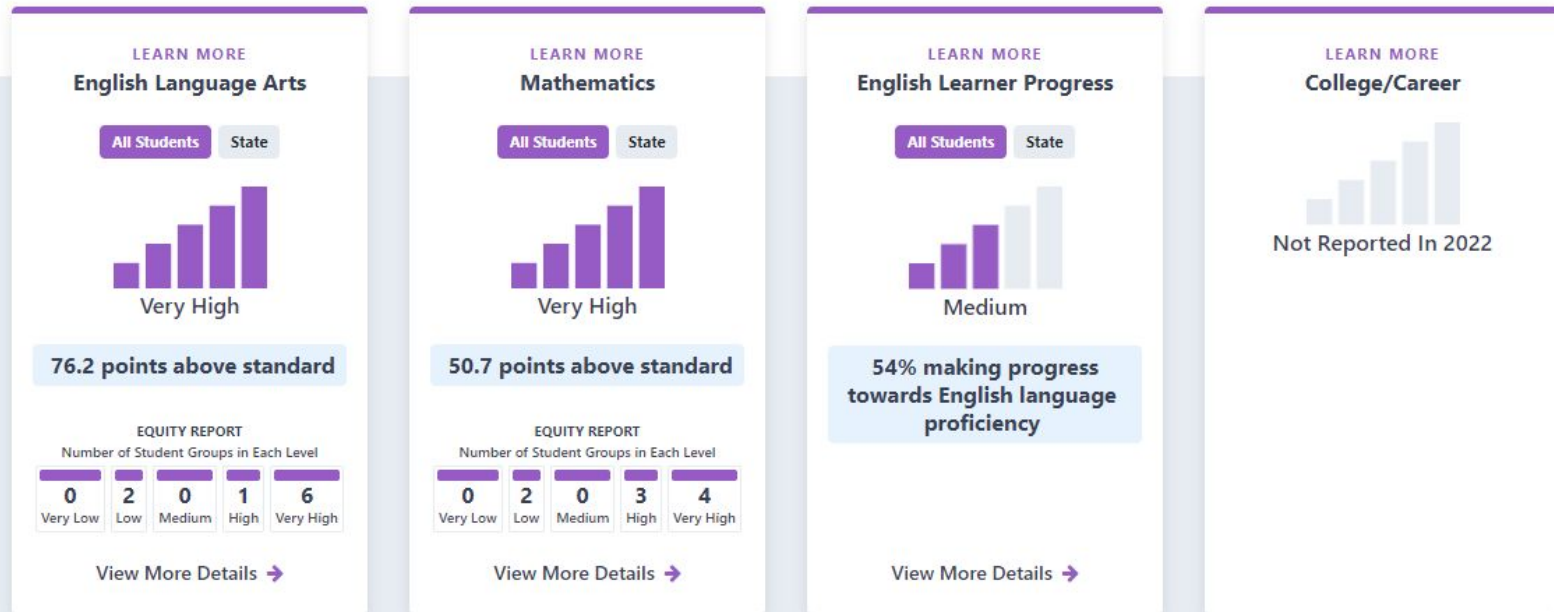 LEARN MORE
English Language Arts
All Students State
Very High
76.2 points above standard
EQUITY REPORT
Number of Student Groups in Each Level
0 2 0 1 6
Very Low Low Medium High Very High
View More Details
LEARN MORE
Mathematics
All Students State
Very High
50.7 points above standard
EQUITY REPORT
Number of Student Groups in Each Level
0 2 0 3 4
Very Low Low Medium High Very High
View More Details
LEARN MORE
English Learner Progress
All Students State
Medium
54% making progress
towards English language
proficiency
View More Details
LEARN MORE
College/Career
Not Reported In 2022